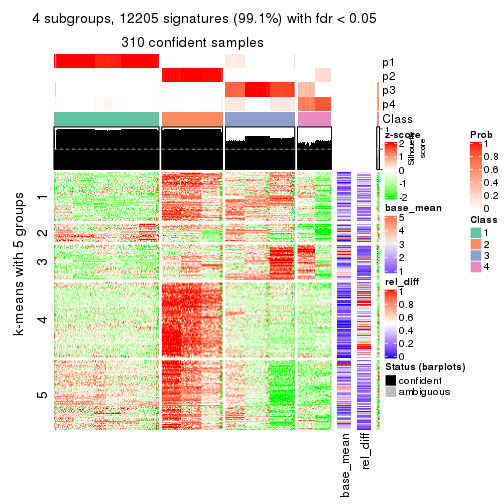 4 subgroups, 12205 signatures (99.1%) with fdr < 0.05
310 confident samples
p1
p2
p3
p4
Class
1
Silhouette
score
k-means with 5 groups
1
2
3
4
5
base_mean
rel_diff
z-score
2
1
0
-1
-2
base_mean
5
4
3
2
1
rel_diff
1
0.8
0.6
0.4
0.2
0
Status (barplots)
confident
ambiguous
Prob
1
0.8
0.6
0.4
0.2
0
Class
1
2
3
4